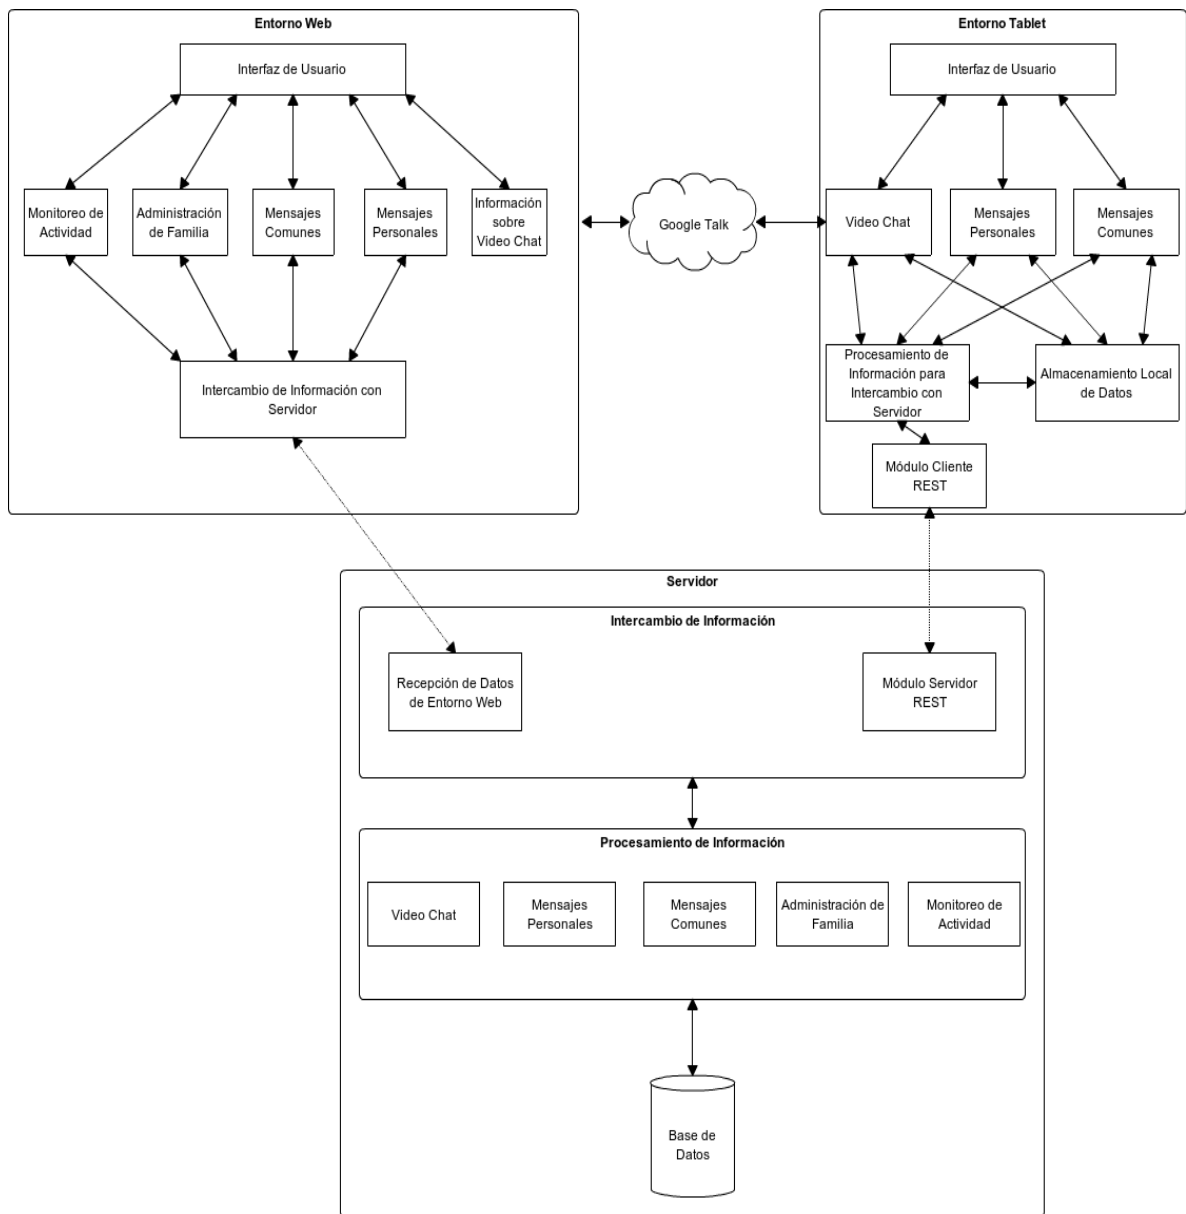 Entorno Web
Interfaz de Usuario
Monitoreo de
Actividad
Administración
de Familia
Mensajes
Comunes
Mensajes
Personales
Información
sobre
Video Chat
Intercambio de Información con
Servidor
Google Talk
Entorno Tablet
Interfaz de Usuario
Video Chat
Mensajes
Personales
Mensajes
Comunes
Procesamiento de
Información para
Intercambio con
Servidor
Almacenamiento Local
de Datos
Módulo Cliente
REST
Servidor
Intercambio de Información
Recepción de Datos
de Entorno Web
Módulo Servidor
REST
Procesamiento de Información
Video Chat
Mensajes
Personales
Mensajes
Comunes
Administración de
Familia
Monitoreo de
Actividad
Base de
Datos